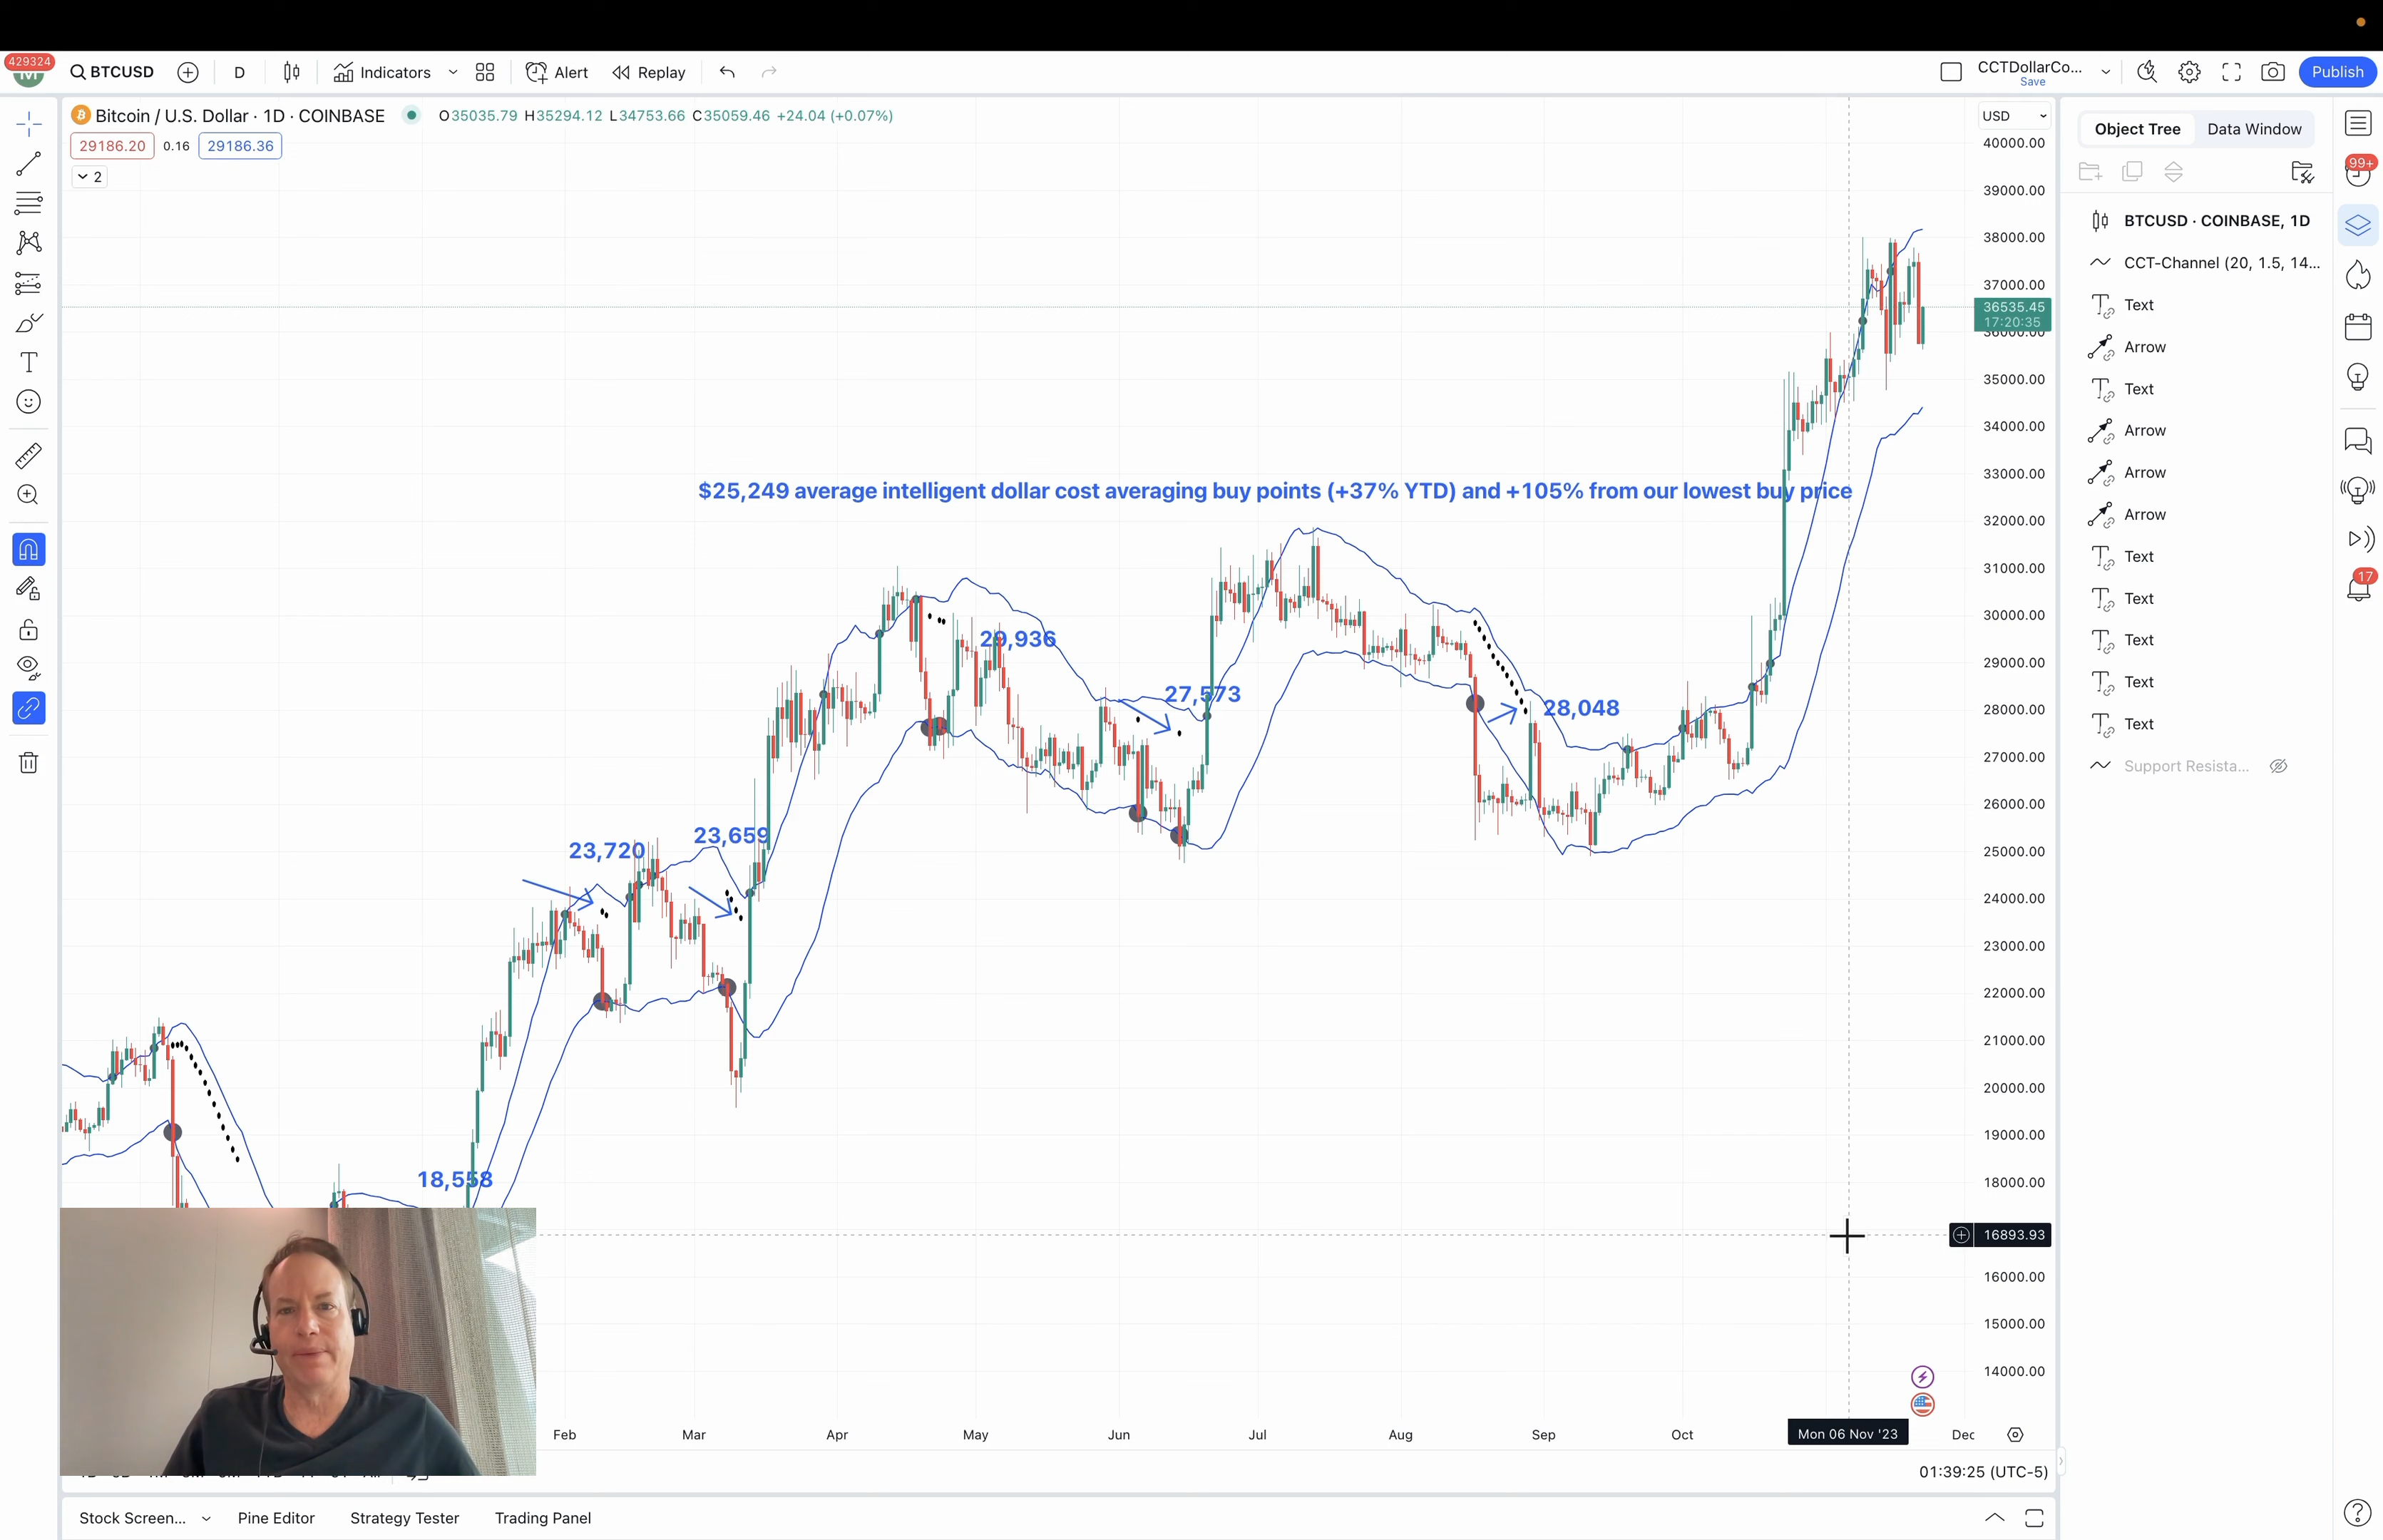 429324
M
BTCUSD
D
Indicators
Alert
Replay
CCTDollarCo...
Save
Publish
Bitcoin / U.S. Dollar · 1D · COINBASE
O35035.79 H35294.12 L34753.66 C35059.46 +24.04 (+0.07%)
29186.20 0.16 29186.36
2
USD
40000.00
39000.00
38000.00
37000.00
36535.45
17:20:35
36000.00
35000.00
34000.00
33000.00
32000.00
31000.00
30000.00
29000.00
28000.00
27000.00
26000.00
25000.00
24000.00
23000.00
22000.00
21000.00
20000.00
19000.00
18000.00
16893.93
16000.00
15000.00
14000.00
$25,249 average intelligent dollar cost averaging buy points (+37% YTD) and +105% from our lowest buy price
29,936
27,573
28,048
23,720
23,659
18,558
Feb Mar Apr May Jun Jul Aug Sep Oct Mon 06 Nov '23 Dec
01:39:25 (UTC-5)
Stock Screen... Pine Editor Strategy Tester Trading Panel
Object Tree Data Window
BTCUSD · COINBASE, 1D
CCT-Channel (20, 1.5, 14...
Text
Arrow
Text
Arrow
Arrow
Arrow
Text
Text
Text
Text
Text
Support Resista...
99+
17